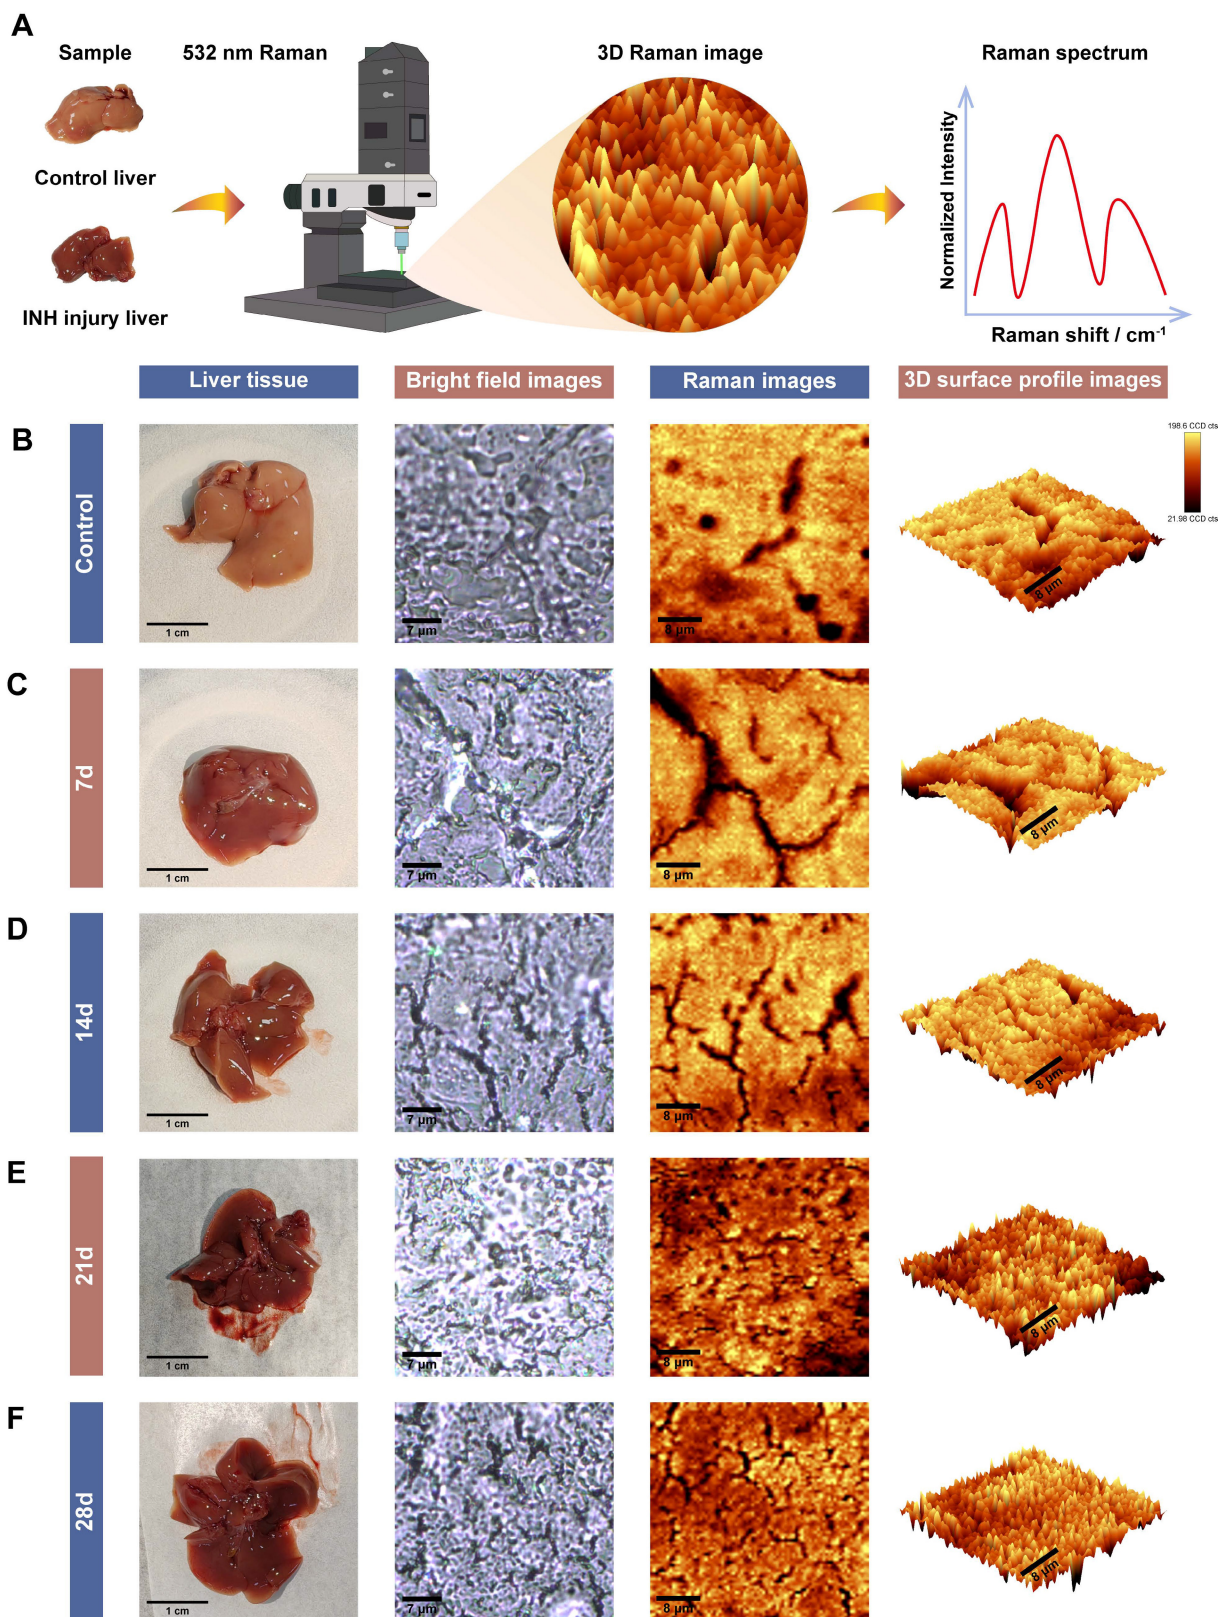 A
Sample
532 nm Raman
3D Raman image
Raman spectrum
Control liver
INH injury liver
Normalized Intensity
Raman shift / cm⁻¹
Liver tissue
Bright field images
Raman images
3D surface profile images
B
Control
1 cm
7 µm
8 µm
8 µm
198.6 CCD cts
21.98 CCD cts
C
7d
1 cm
7 µm
8 µm
8 µm
D
14d
1 cm
7 µm
8 µm
8 µm
E
21d
1 cm
7 µm
8 µm
8 µm
F
28d
1 cm
7 µm
8 µm
8 µm